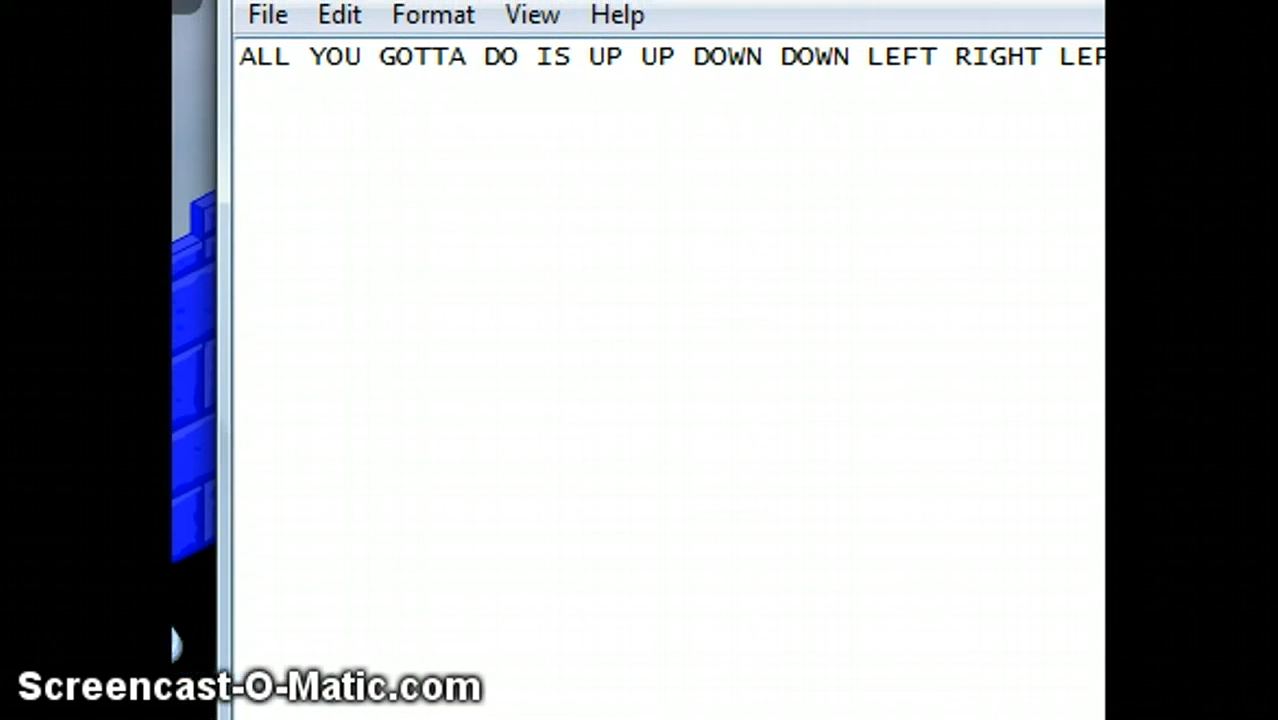 File Edit Format View Help
ALL YOU GOTTA DO IS UP UP DOWN DOWN LEFT RIGHT LEF
Screencast-O-Matic.com